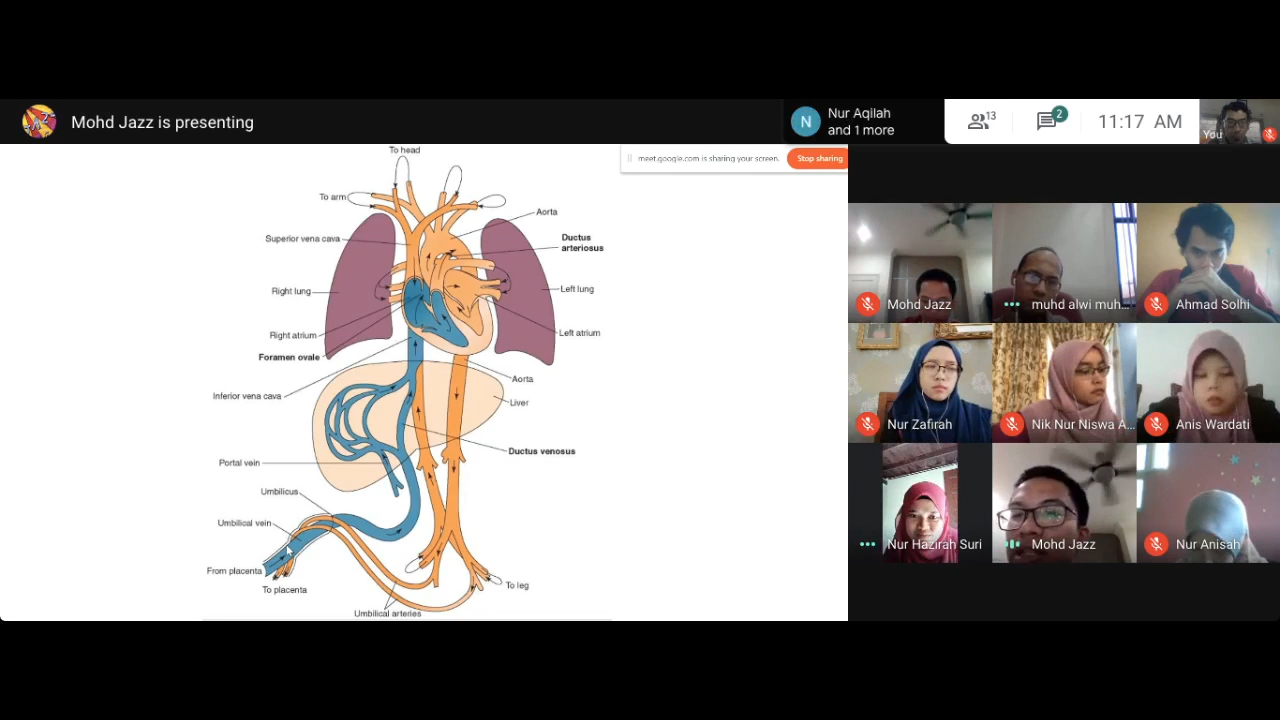 Mohd Jazz is presenting
N
Nur Aqilah
and 1 more
13
2
11:17 AM
You
meet.google.com is sharing your screen.
Stop sharing
To head
To arm
Aorta
Superior vena cava
Ductus
arteriosus
Right lung
Left lung
Right atrium
Left atrium
Foramen ovale
Aorta
Inferior vena cava
Liver
Ductus venosus
Portal vein
Umbilicus
Umbilical vein
From placenta
To placenta
To leg
Umbilical arteries
Mohd Jazz
muhd alwi muh...
Ahmad Solhi
Nur Zafirah
Nik Nur Niswa A...
Anis Wardati
Nur Hazirah Suri
Mohd Jazz
Nur Anisah